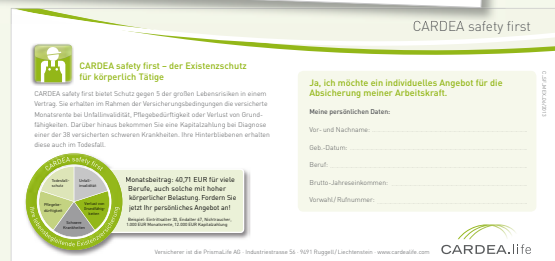 CARDEA safety first
CARDEA safety first – der Existenzschutz
für körperlich Tätige
CARDEA safety first bietet Schutz gegen 5 der großen Lebensrisiken in einem
Vertrag. Sie erhalten im Rahmen der Versicherungsbedingungen die versicherte
Monatsrente bei Unfallinvalidität, Pflegebedürftigkeit oder Verlust von Grund-
fähigkeiten. Darüber hinaus bekommen Sie eine Kapitalzahlung bei Diagnose
einer der 38 versicherten schweren Krankheiten. Ihre Hinterbliebenen erhalten
diese auch im Todesfall.
CARDEA safety first
Todesfall-
schutz
Unfall-
invalidität
Pflegebe-
dürftigkeit
Verlust von
Grundfähig-
keiten
Schwere
Krankheiten
Ihre lebensbegleitende Existenzversicherung
Monatsbeitrag: 40,71 EUR für viele
Berufe, auch solche mit hoher
körperlicher Belastung. Fordern Sie
jetzt Ihr persönliches Angebot an!
Beispiel: Eintrittsalter 30, Endalter 67, Nichtraucher,
1.000 EUR Monatsrente, 12.000 EUR Kapitalzahlung
Ja, ich möchte ein individuelles Angebot für die
Absicherung meiner Arbeitskraft.
Meine persönlichen Daten:
Vor- und Nachname:
Geb.-Datum:
Beruf:
Brutto-Jahreseinkommen:
Vorwahl/Rufnummer:
Versicherer ist die PrismaLife AG · Industriestrasse 56 · 9491 Ruggell/Liechtenstein · www.cardealife.com
CARDEA.life